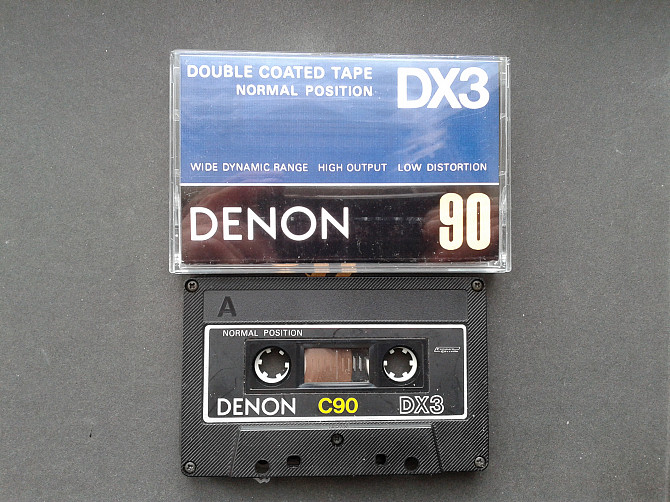 DOUBLE COATED TAPE DX3
NORMAL POSITION
WIDE DYNAMIC RANGE HIGH OUTPUT LOW DISTORTION
DENON 90
A
NORMAL POSITION
DENON C90 DX3